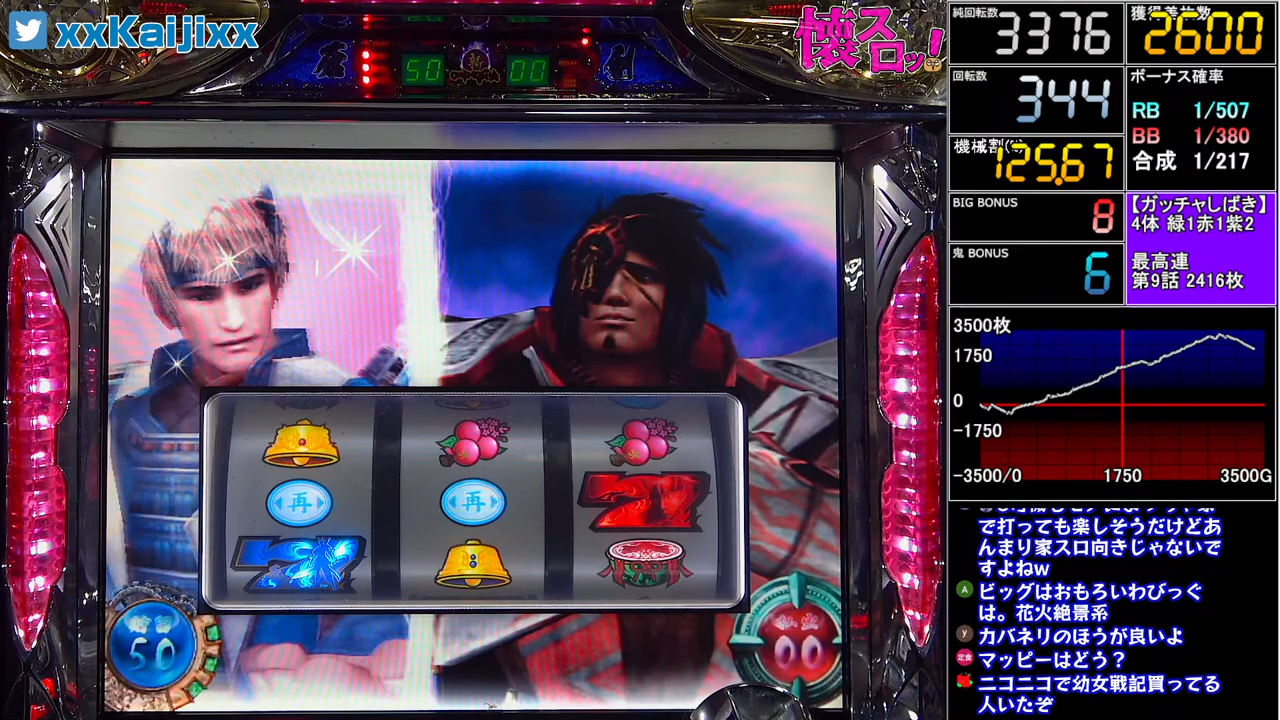 xxKaijixx
懐スロッ!
50
00
再
再
50
00
純回転数
3376
獲得差枚数
2600
回転数
344
ボーナス確率
RB 1/507
BB 1/380
合成 1/217
機械割(%)
125.67
BIG BONUS
8
鬼 BONUS
6
【ガッチャしばき】
4体 緑1赤1紫2
最高連
第9話 2416枚
3500枚
1750
0
-1750
-3500/0
1750
3500G
で打っても楽しそうだけどあ
んまり家スロ向きじゃないで
すよねw
A
ビッグはおもろいわびっぐ
は。花火絶景系
y
カバネリのほうが良いよ
定食
マッピーはどう？
ニコニコで幼女戦記買ってる
人いたぞ